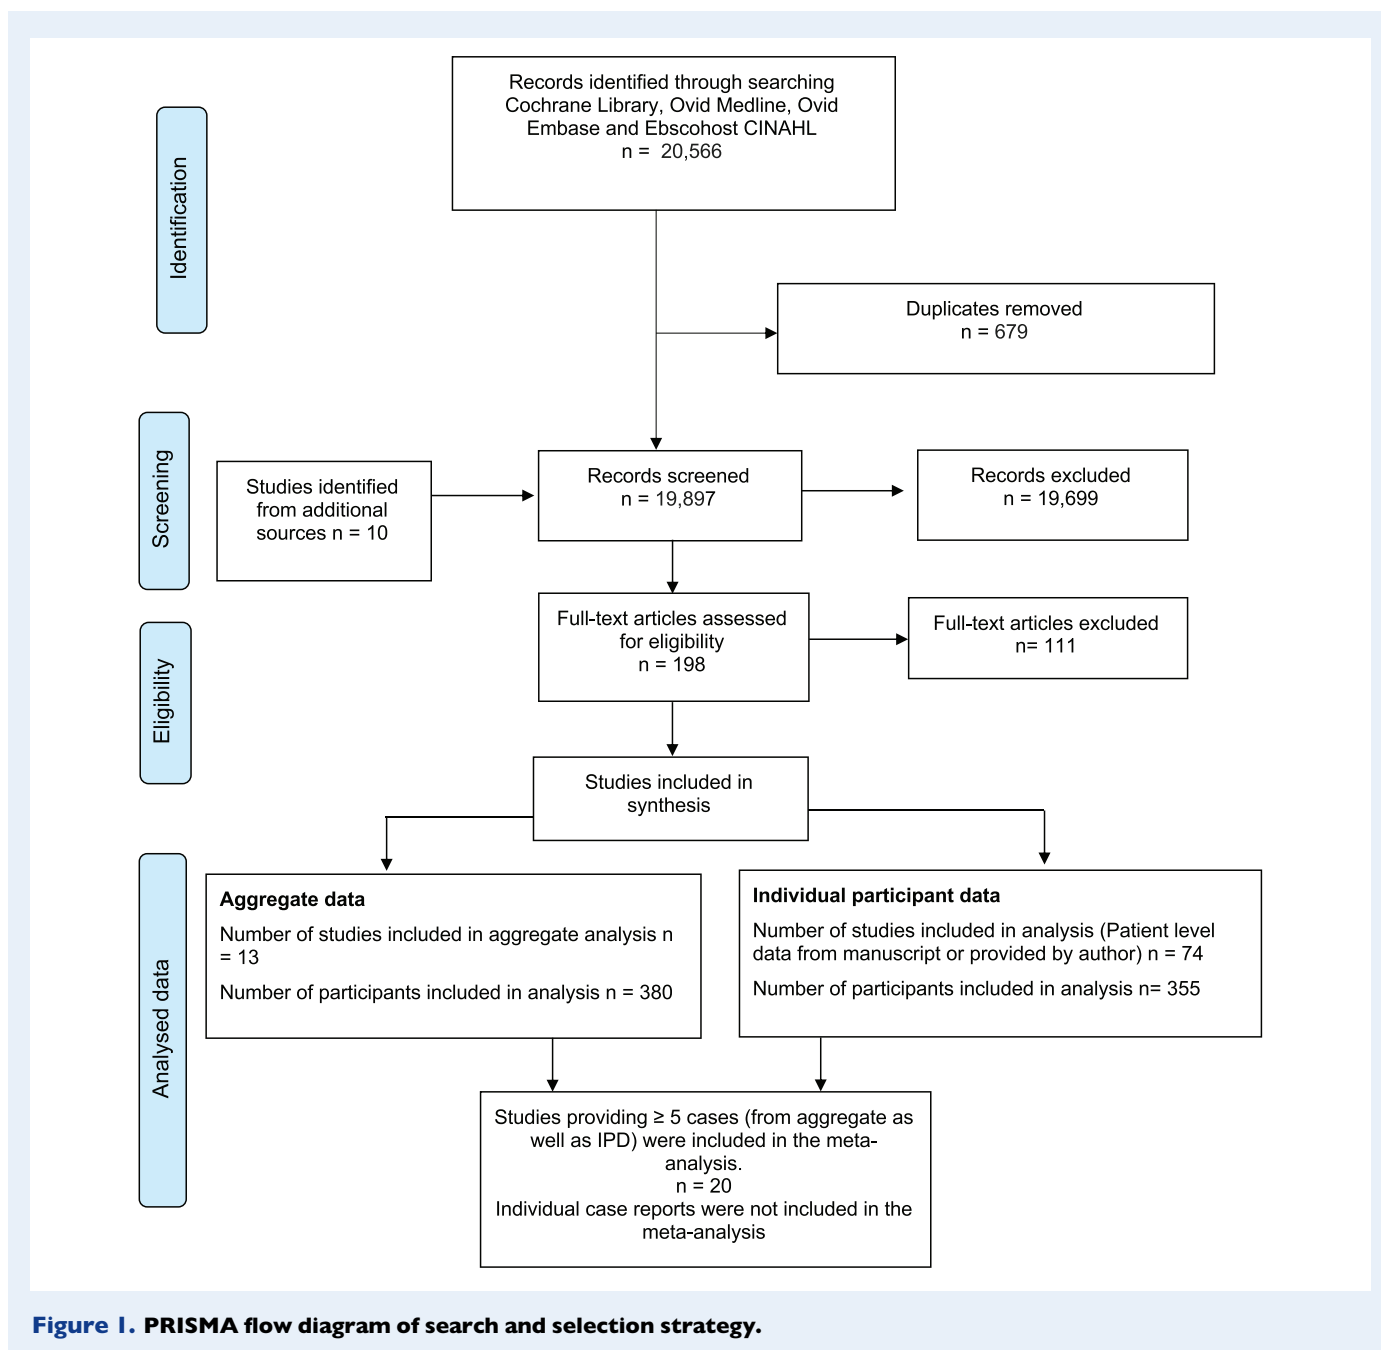 Identification
Records identified through searching
Cochrane Library, Ovid Medline, Ovid
Embase and Ebscohost CINAHL
n =  20,566
Duplicates removed
n = 679
Screening
Studies identified
from additional
sources n = 10
Records screened
n = 19,897
Records excluded
n = 19,699
Eligibility
Full-text articles assessed
for eligibility
n = 198
Full-text articles excluded
n= 111
Studies included in
synthesis
Analysed data
Aggregate data
Number of studies included in aggregate analysis n
= 13
Number of participants included in analysis n = 380
Individual participant data
Number of studies included in analysis (Patient level
data from manuscript or provided by author) n = 74
Number of participants included in analysis n= 355
Studies providing ≥ 5 cases (from aggregate as
well as IPD) were included in the meta-
analysis.
n = 20
Individual case reports were not included in the
meta-analysis
Figure 1. PRISMA flow diagram of search and selection strategy.